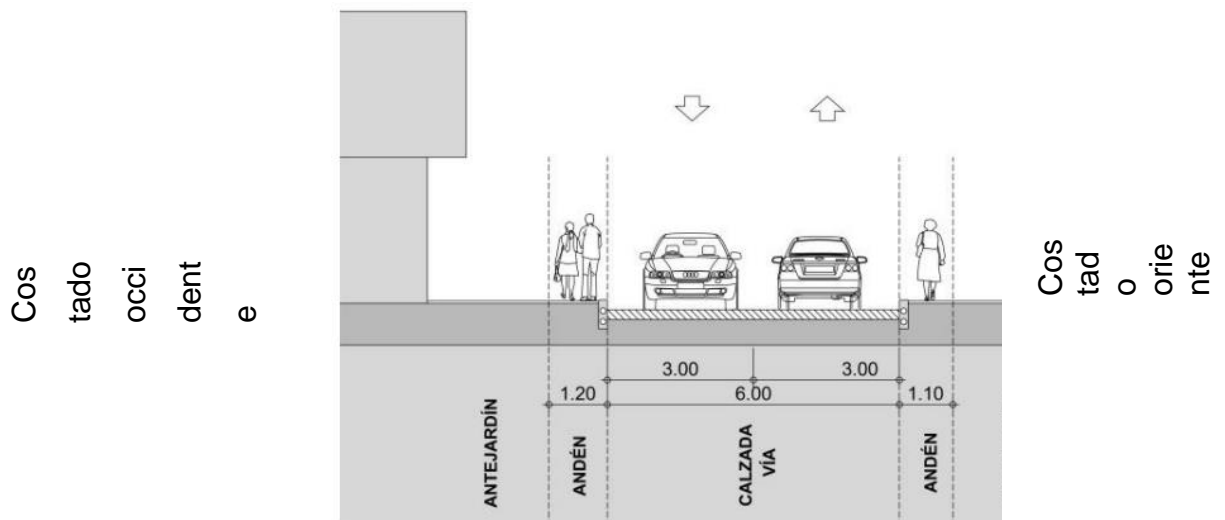 Cos
tado
occi
dent
e
3.00
3.00
1.20
6.00
1.10
ANTEJARDÍN
ANDÉN
CALZADA
VÍA
ANDÉN
Cos
tad
o orie
nte